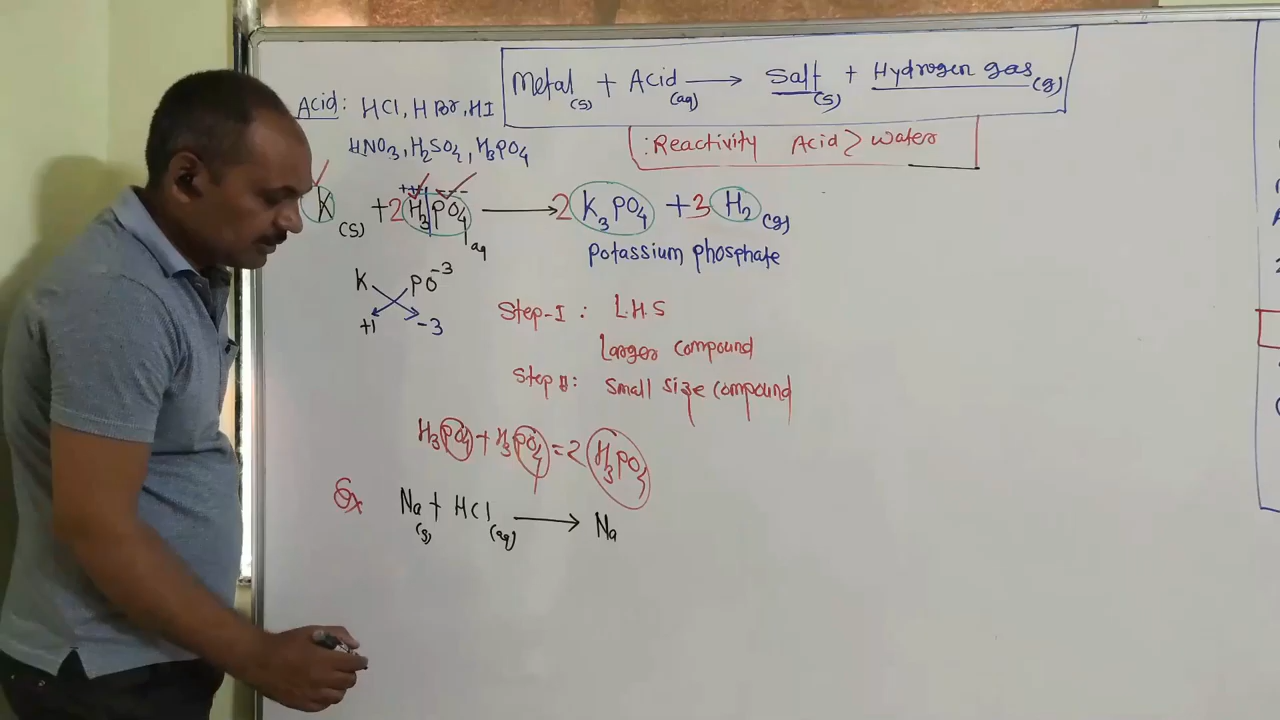 Metal(s) + Acid(aq) → Salt(s) + Hydrogen gas(g)
Acid: HCl, HBr, HI
HNO3, H2SO4, H3PO4
:Reactivity Acid > water
K(s) + 2 H3PO4 aq → 2 K3PO4 + 3 H2(g)
Potassium phosphate
K PO-3
+1 -3
Step-I : L.H.S
Larger compound
Step II: Small size compound
H3PO4 + H3PO4 = 2 H3PO4
Ex Na(s) + HCl(aq) → Na